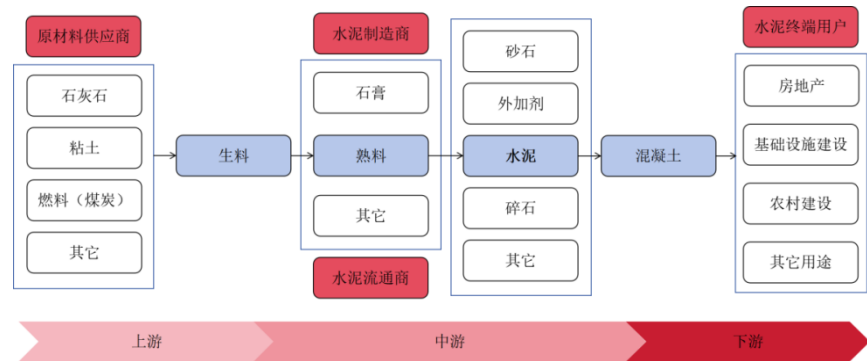 原材料供应商
石灰石
粘土
燃料（煤炭）
其它
生料
水泥制造商
石膏
熟料
其它
水泥流通商
砂石
外加剂
水泥
碎石
其它
混凝土
水泥终端用户
房地产
基础设施建设
农村建设
其它用途
上游
中游
下游